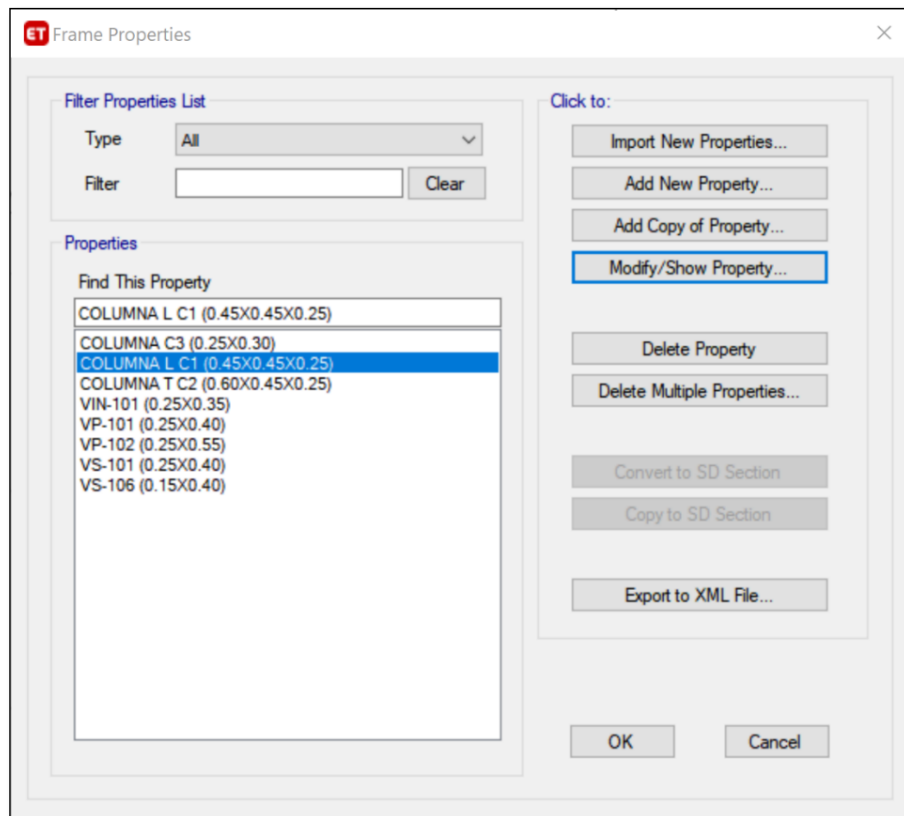 ET Frame Properties
Filter Properties List
Type All
Filter Clear
Properties
Find This Property
COLUMNA L C1 (0.45X0.45X0.25)
COLUMNA C3 (0.25X0.30)
COLUMNA L C1 (0.45X0.45X0.25)
COLUMNA T C2 (0.60X0.45X0.25)
VIN-101 (0.25X0.35)
VP-101 (0.25X0.40)
VP-102 (0.25X0.55)
VS-101 (0.25X0.40)
VS-106 (0.15X0.40)
Click to:
Import New Properties...
Add New Property...
Add Copy of Property...
Modify/Show Property...
Delete Property
Delete Multiple Properties...
Convert to SD Section
Copy to SD Section
Export to XML File...
OK Cancel